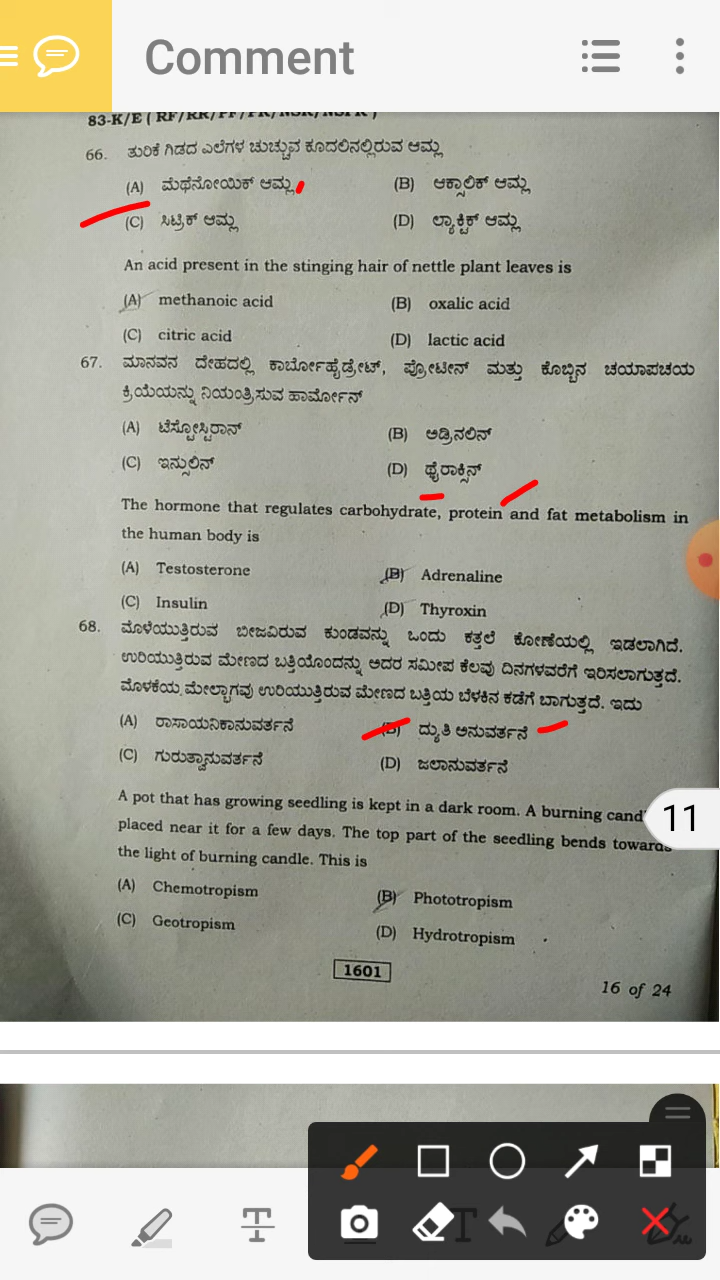 Comment
83-K/E ( RF/RR/PF/PR/NSR/NSPR )
66. ತುರಿಕೆ ಗಿಡದ ಎಲೆಗಳ ಚುಚ್ಚುವ ಕೂದಲಿನಲ್ಲಿರುವ ಆಮ್ಲ
(A) ಮೆಥೆನೋಯಿಕ್ ಆಮ್ಲ (B) ಆಕ್ಸಾಲಿಕ್ ಆಮ್ಲ
(C) ಸಿಟ್ರಿಕ್ ಆಮ್ಲ (D) ಲ್ಯಾಕ್ಟಿಕ್ ಆಮ್ಲ
An acid present in the stinging hair of nettle plant leaves is
(A) methanoic acid (B) oxalic acid
(C) citric acid (D) lactic acid
67. ಮಾನವನ ದೇಹದಲ್ಲಿ ಕಾರ್ಬೋಹೈಡ್ರೇಟ್, ಪ್ರೋಟೀನ್ ಮತ್ತು ಕೊಬ್ಬಿನ ಚಯಾಪಚಯ
ಕ್ರಿಯೆಯನ್ನು ನಿಯಂತ್ರಿಸುವ ಹಾರ್ಮೋನ್
(A) ಟೆಸ್ಟೋಸ್ಟಿರಾನ್ (B) ಅಡ್ರಿನಲಿನ್
(C) ಇನ್ಸುಲಿನ್ (D) ಥೈರಾಕ್ಸಿನ್
The hormone that regulates carbohydrate, protein and fat metabolism in
the human body is
(A) Testosterone (B) Adrenaline
(C) Insulin (D) Thyroxin
68. ಮೊಳೆಯುತ್ತಿರುವ ಬೀಜವಿರುವ ಕುಂಡವನ್ನು ಒಂದು ಕತ್ತಲೆ ಕೋಣೆಯಲ್ಲಿ ಇಡಲಾಗಿದೆ.
ಉರಿಯುತ್ತಿರುವ ಮೇಣದ ಬತ್ತಿಯೊಂದನ್ನು ಅದರ ಸಮೀಪ ಕೆಲವು ದಿನಗಳವರೆಗೆ ಇರಿಸಲಾಗುತ್ತದೆ.
ಮೊಳಕೆಯ ಮೇಲ್ಭಾಗವು ಉರಿಯುತ್ತಿರುವ ಮೇಣದ ಬತ್ತಿಯ ಬೆಳಕಿನ ಕಡೆಗೆ ಬಾಗುತ್ತದೆ. ಇದು
(A) ರಾಸಾಯನಿಕಾನುವರ್ತನೆ (B) ದ್ಯುತಿ ಅನುವರ್ತನೆ
(C) ಗುರುತ್ವಾನುವರ್ತನೆ (D) ಜಲಾನುವರ್ತನೆ
A pot that has growing seedling is kept in a dark room. A burning
placed near it for a few days. The top part of the seedling bends towards
the light of burning candle. This is
(A) Chemotropism (B) Phototropism
(C) Geotropism (D) Hydrotropism
1601
16 of 24
11